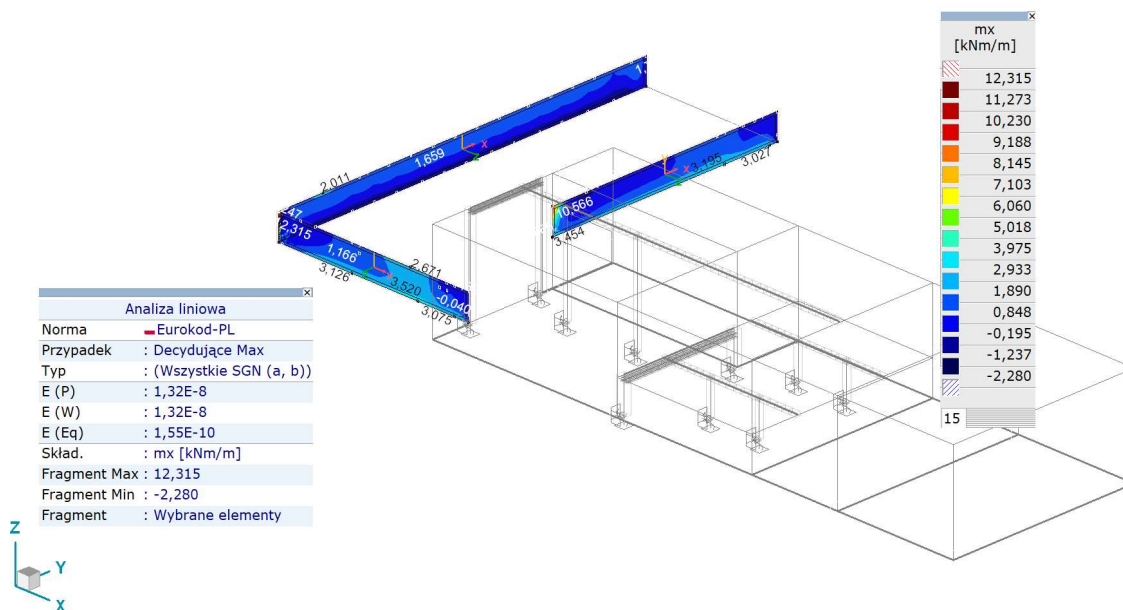 mx
[kNm/m]
12,315
11,273
10,230
9,188
8,145
7,103
6,060
5,018
3,975
2,933
1,890
0,848
-0,195
-1,237
-2,280
15
1,659
2,011
2,315
1,166
3,126
2,671
3,520
-0,040
3,075
3,195
3,027
3,454
x
z
x
x
Analiza liniowa
Norma Eurokod-PL
Przypadek : Decydujące Max
Typ : (Wszystkie SGN (a, b))
E (P) : 1,32E-8
E (W) : 1,32E-8
E (Eq) : 1,55E-10
Skład. : mx [kNm/m]
Fragment Max : 12,315
Fragment Min : -2,280
Fragment : Wybrane elementy
Z
Y
X